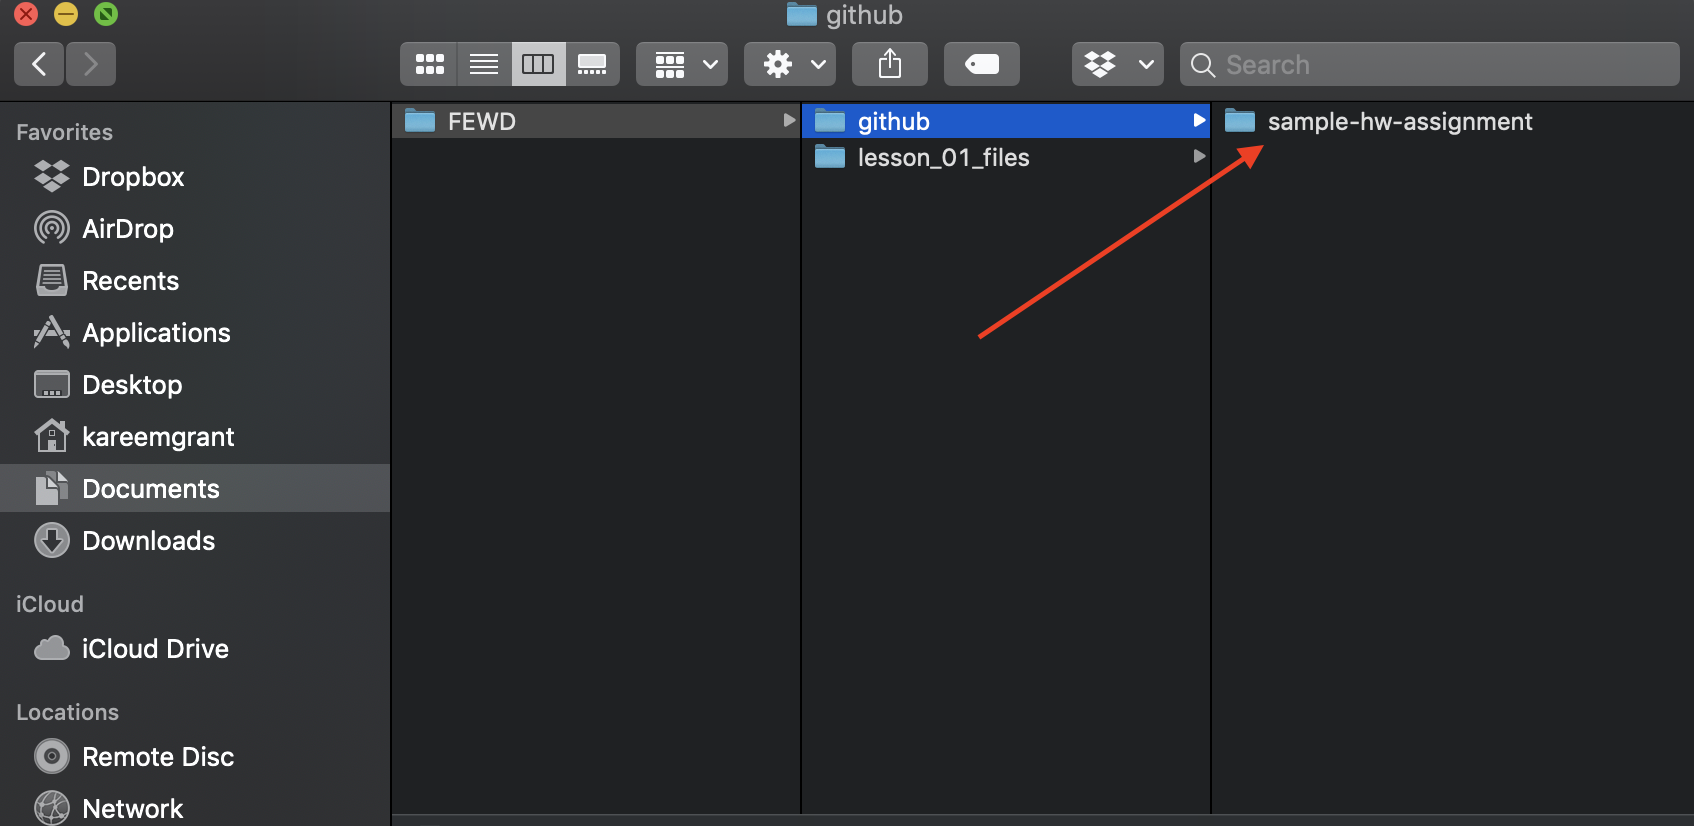 github
Search
Favorites
Dropbox
AirDrop
Recents
Applications
Desktop
kareemgrant
Documents
Downloads
iCloud
iCloud Drive
Locations
Remote Disc
Network
FEWD
github
lesson_01_files
sample-hw-assignment